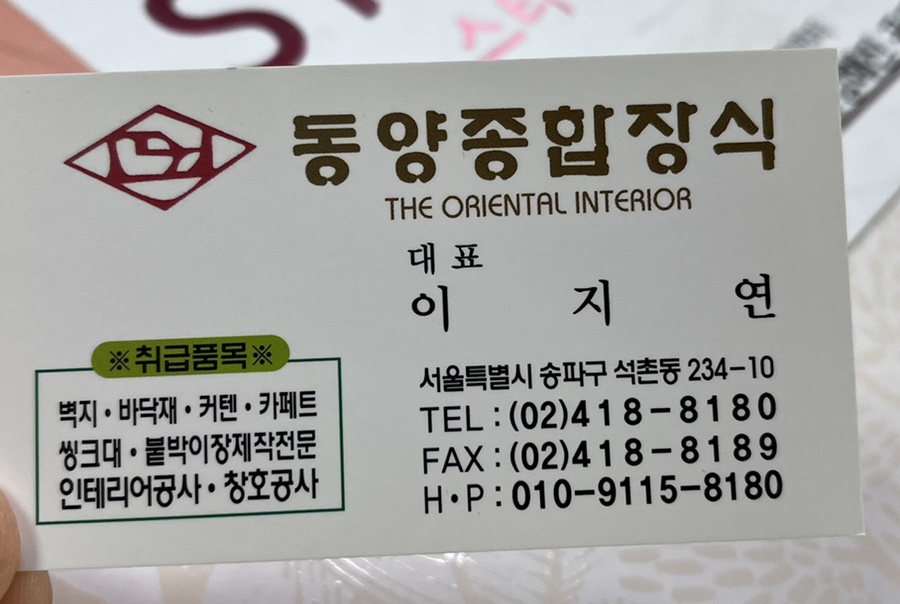 동양종합장식
THE ORIENTAL INTERIOR
대표
이지연
※취급품목※
벽지·바닥재·커텐·카페트
씽크대·붙박이장제작전문
인테리어공사·창호공사
서울특별시 송파구 석촌동 234-10
TEL : (02)418-8180
FAX : (02)418-8189
H·P : 010-9115-8180